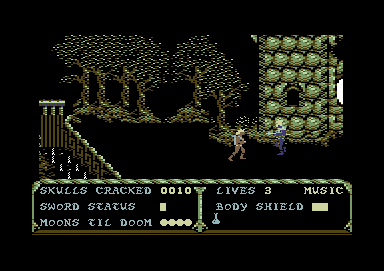 SKULLS CRACKED 0010 LIVES 3 MUSIC
SWORD STATUS BODY SHIELD
MOONS TIL DOOM